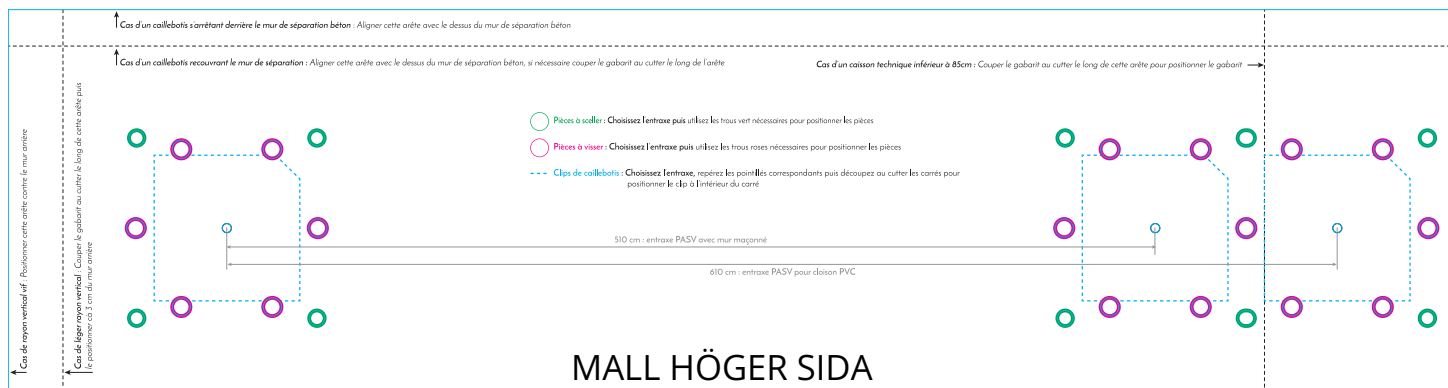 Cas d'un caillebotis s'arrêtant derrière le mur de séparation béton : Aligner cette arête avec le dessus du mur de séparation béton
Cas d'un caillebotis recouvrant le mur de séparation : Aligner cette arête avec le dessus du mur de séparation béton, si nécessaire couper le gabarit au cutter le long de l'arête
Cas d'un caisson technique inférieur à 85cm : Couper le gabarit au cutter le long de cette arête pour positionner le gabarit
Cas de rayon vertical vif : Positionner cette arête contre le mur arrière
Cas de léger rayon vertical : Couper le gabarit au cutter le long de cette arête puis
le positionner cà 3 cm du mur arrière
Pièces à sceller : Choisissez l'entraxe puis utilisez les trous vert nécessaires pour positionner les pièces
Pièces à visser : Choisissez l'entraxe puis utilisez les trous roses nécessaires pour positionner les pièces
Clips de caillebotis : Choisissez l'entraxe, repérez les pointillés correspondants puis découpez au cutter les carrés pour
positionner le clip à l'intérieur du carré
510 cm : entraxe PASV avec mur maçonné
610 cm : entraxe PASV pour cloison PVC
MALL HÖGER SIDA